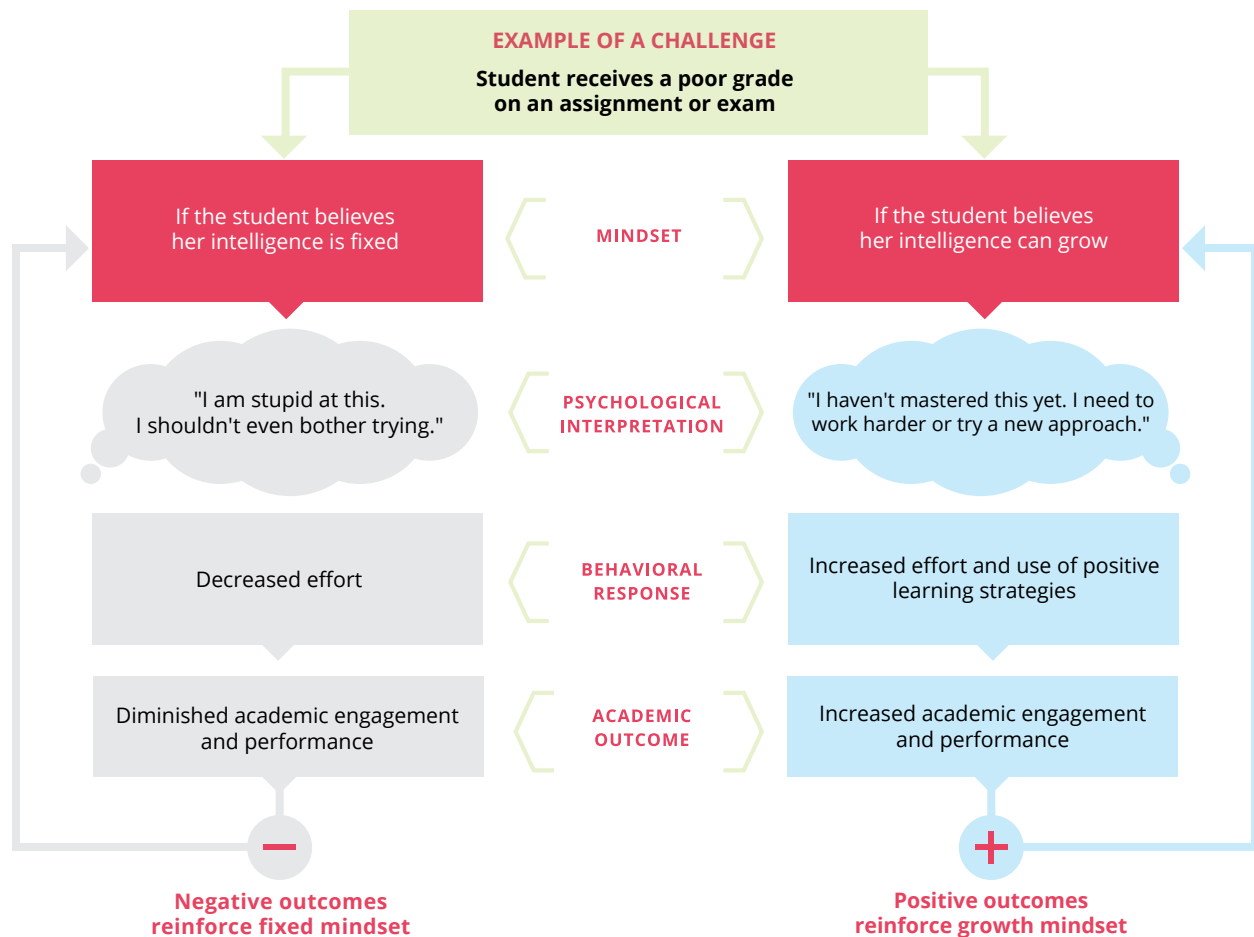 EXAMPLE OF A CHALLENGE
Student receives a poor grade
on an assignment or exam
If the student believes
her intelligence is fixed
MINDSET
If the student believes
her intelligence can grow
"I am stupid at this.
I shouldn't even bother trying."
PSYCHOLOGICAL
INTERPRETATION
"I haven't mastered this yet. I need to
work harder or try a new approach."
Decreased effort
BEHAVIORAL
RESPONSE
Increased effort and use of positive
learning strategies
Diminished academic engagement
and performance
ACADEMIC
OUTCOME
Increased academic engagement
and performance
Negative outcomes
reinforce fixed mindset
Positive outcomes
reinforce growth mindset